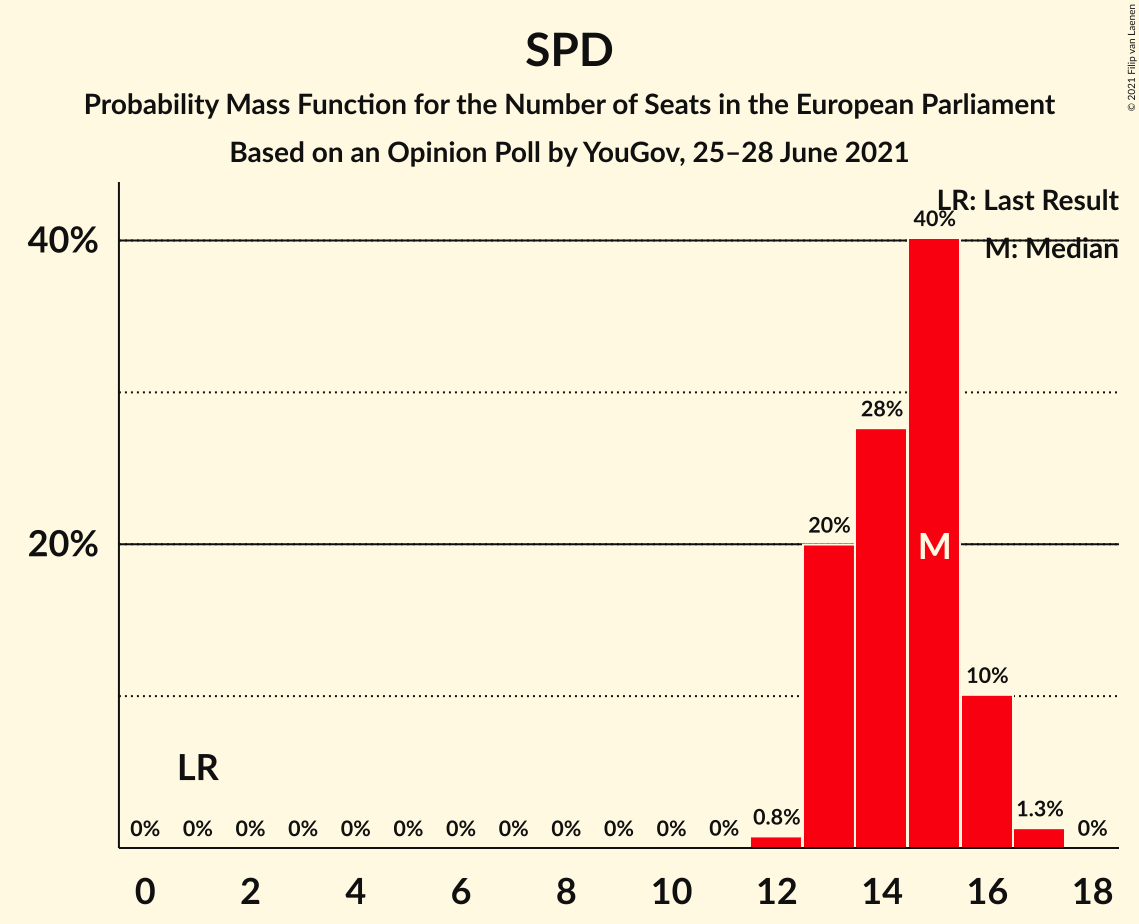 SPD
Probability Mass Function for the Number of Seats in the European Parliament
Based on an Opinion Poll by YouGov, 25–28 June 2021
© 2021 Filip van Laenen
LR: Last Result
M: Median
40%
20%
40%
28%
20%
M
10%
LR
0% 0% 0% 0% 0% 0% 0% 0% 0% 0% 0% 0% 0.8% 1.3% 0%
0 2 4 6 8 10 12 14 16 18